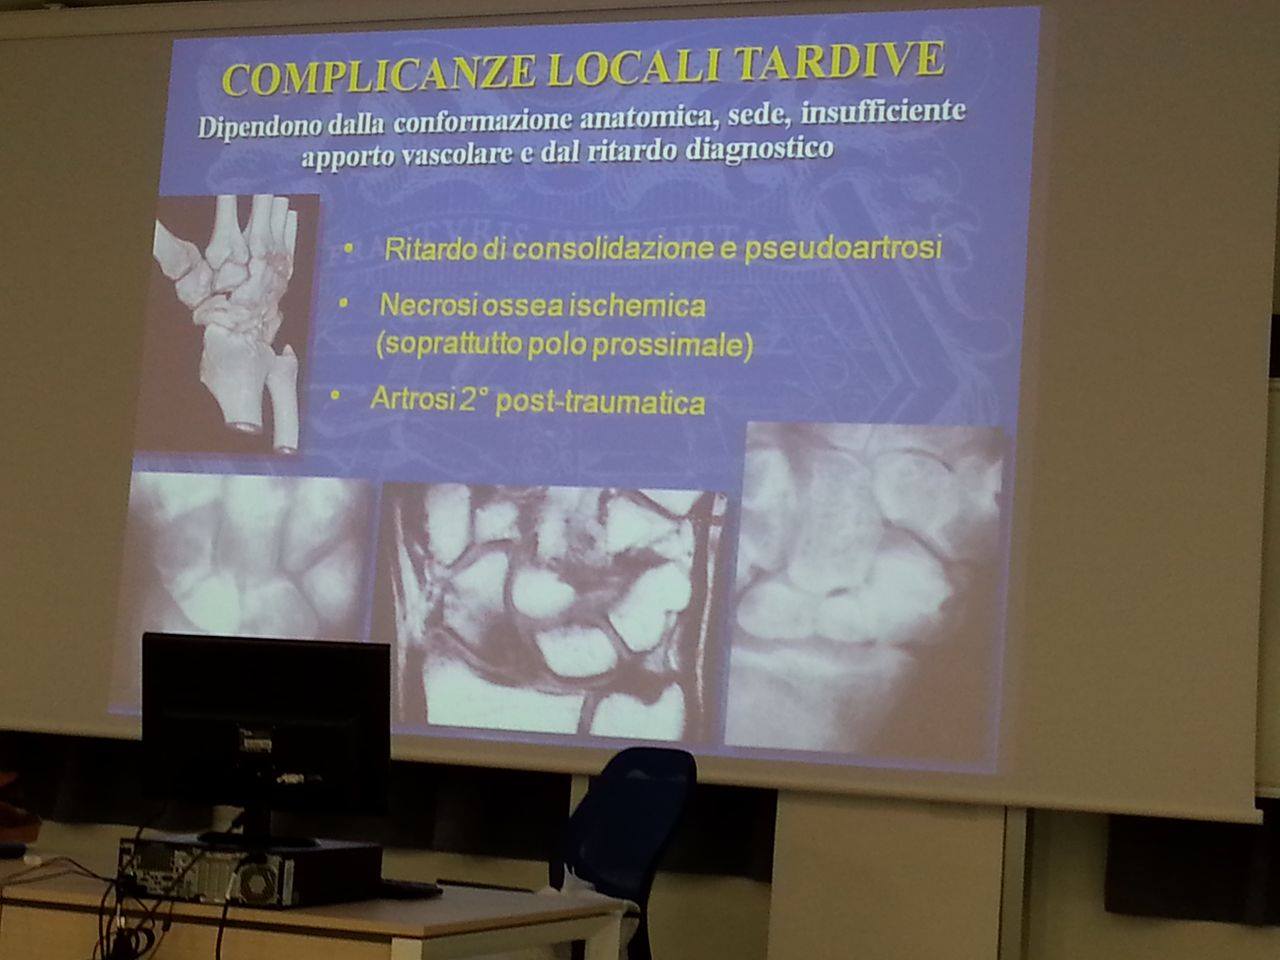 COMPLICANZE LOCALI TARDIVE
Dipendono dalla conformazione anatomica, sede, insufficiente
apporto vascolare e dal ritardo diagnostico
• Ritardo di consolidazione e pseudoartrosi
• Necrosi ossea ischemica
(soprattutto polo prossimale)
• Artrosi 2° post-traumatica